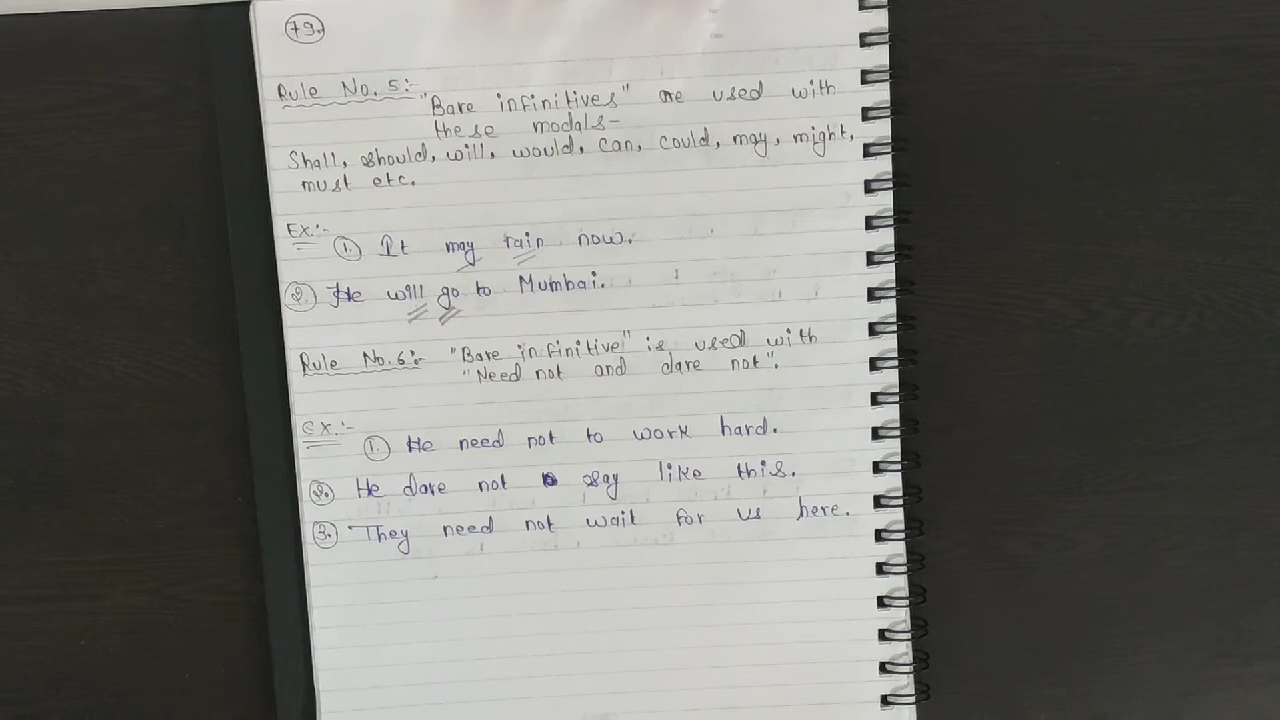 79.
Rule No. 5:-
"Bare infinitives" are used with
these modals-
Shall, should, will, would, can, could, may, might,
must etc.
Ex.:-
1. It may rain now.
2. He will go to Mumbai.
Rule No. 6:- "Bare infinitive" is used with
"Need not and dare not".
Ex.:-
1. He need not to work hard.
2. He dare not say like this.
3. They need not wait for us here.